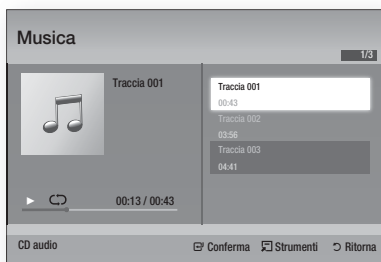 Musica
1/3
Traccia 001
Traccia 001
00:43
Traccia 002
03:56
Traccia 003
04:41
00:13 / 00:43
CD audio
Conferma Strumenti Ritorna